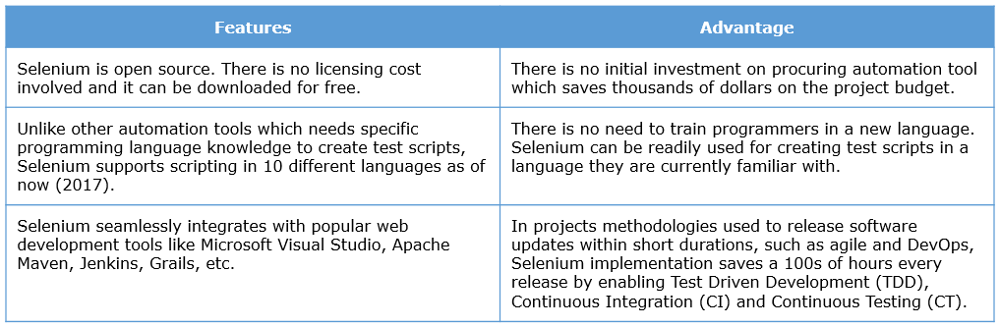 Features
Advantage
Selenium is open source. There is no licensing cost
involved and it can be downloaded for free.
There is no initial investment on procuring automation tool
which saves thousands of dollars on the project budget.
Unlike other automation tools which needs specific
programming language knowledge to create test scripts,
Selenium supports scripting in 10 different languages as of
now (2017).
There is no need to train programmers in a new language.
Selenium can be readily used for creating test scripts in a
language they are currently familiar with.
Selenium seamlessly integrates with popular web
development tools like Microsoft Visual Studio, Apache
Maven, Jenkins, Grails, etc.
In projects methodologies used to release software
updates within short durations, such as agile and DevOps,
Selenium implementation saves a 100s of hours every
release by enabling Test Driven Development (TDD),
Continuous Integration (CI) and Continuous Testing (CT).